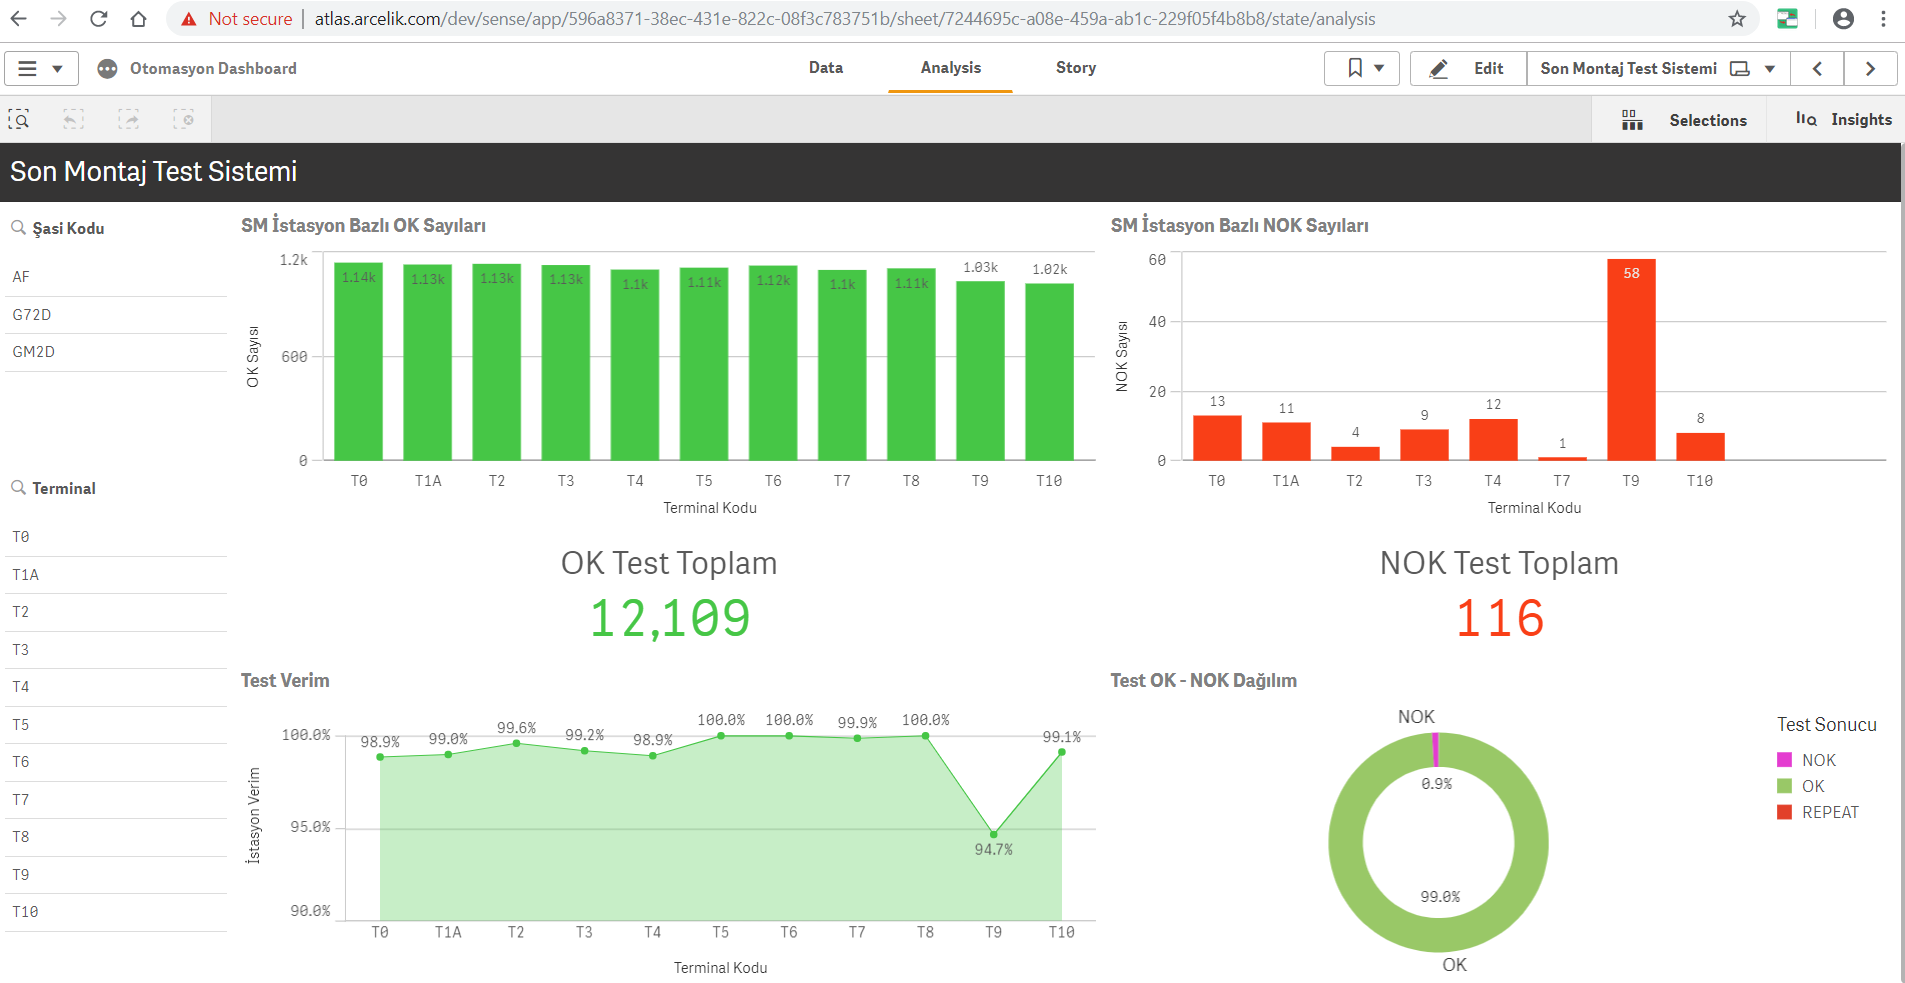 Not secure | atlas.arcelik.com/dev/sense/app/596a8371-38ec-431e-822c-08f3c783751b/sheet/7244695c-a08e-459a-ab1c-229f05f4b8b8/state/analysis
Otomasyon Dashboard
Data
Analysis
Story
Edit
Son Montaj Test Sistemi
Selections
Insights
Son Montaj Test Sistemi
Şasi Kodu
AF
G72D
GM2D
Terminal
T0
T1A
T2
T3
T4
T5
T6
T7
T8
T9
T10
SM İstasyon Bazlı OK Sayıları
OK Sayısı
1.2k
600
0
1.14k 1.13k 1.13k 1.13k 1.1k 1.11k 1.12k 1.1k 1.11k 1.03k 1.02k
T0 T1A T2 T3 T4 T5 T6 T7 T8 T9 T10
Terminal Kodu
SM İstasyon Bazlı NOK Sayıları
NOK Sayısı
60
40
20
0
13 11 4 9 12 1 58 8
T0 T1A T2 T3 T4 T7 T9 T10
Terminal Kodu
OK Test Toplam
12,109
NOK Test Toplam
116
Test Verim
İstasyon Verim
100.0%
95.0%
90.0%
98.9% 99.0% 99.6% 99.2% 98.9% 100.0% 100.0% 99.9% 100.0% 94.7% 99.1%
T0 T1A T2 T3 T4 T5 T6 T7 T8 T9 T10
Terminal Kodu
Test OK - NOK Dağılım
NOK
0.9%
99.0%
OK
Test Sonucu
NOK
OK
REPEAT